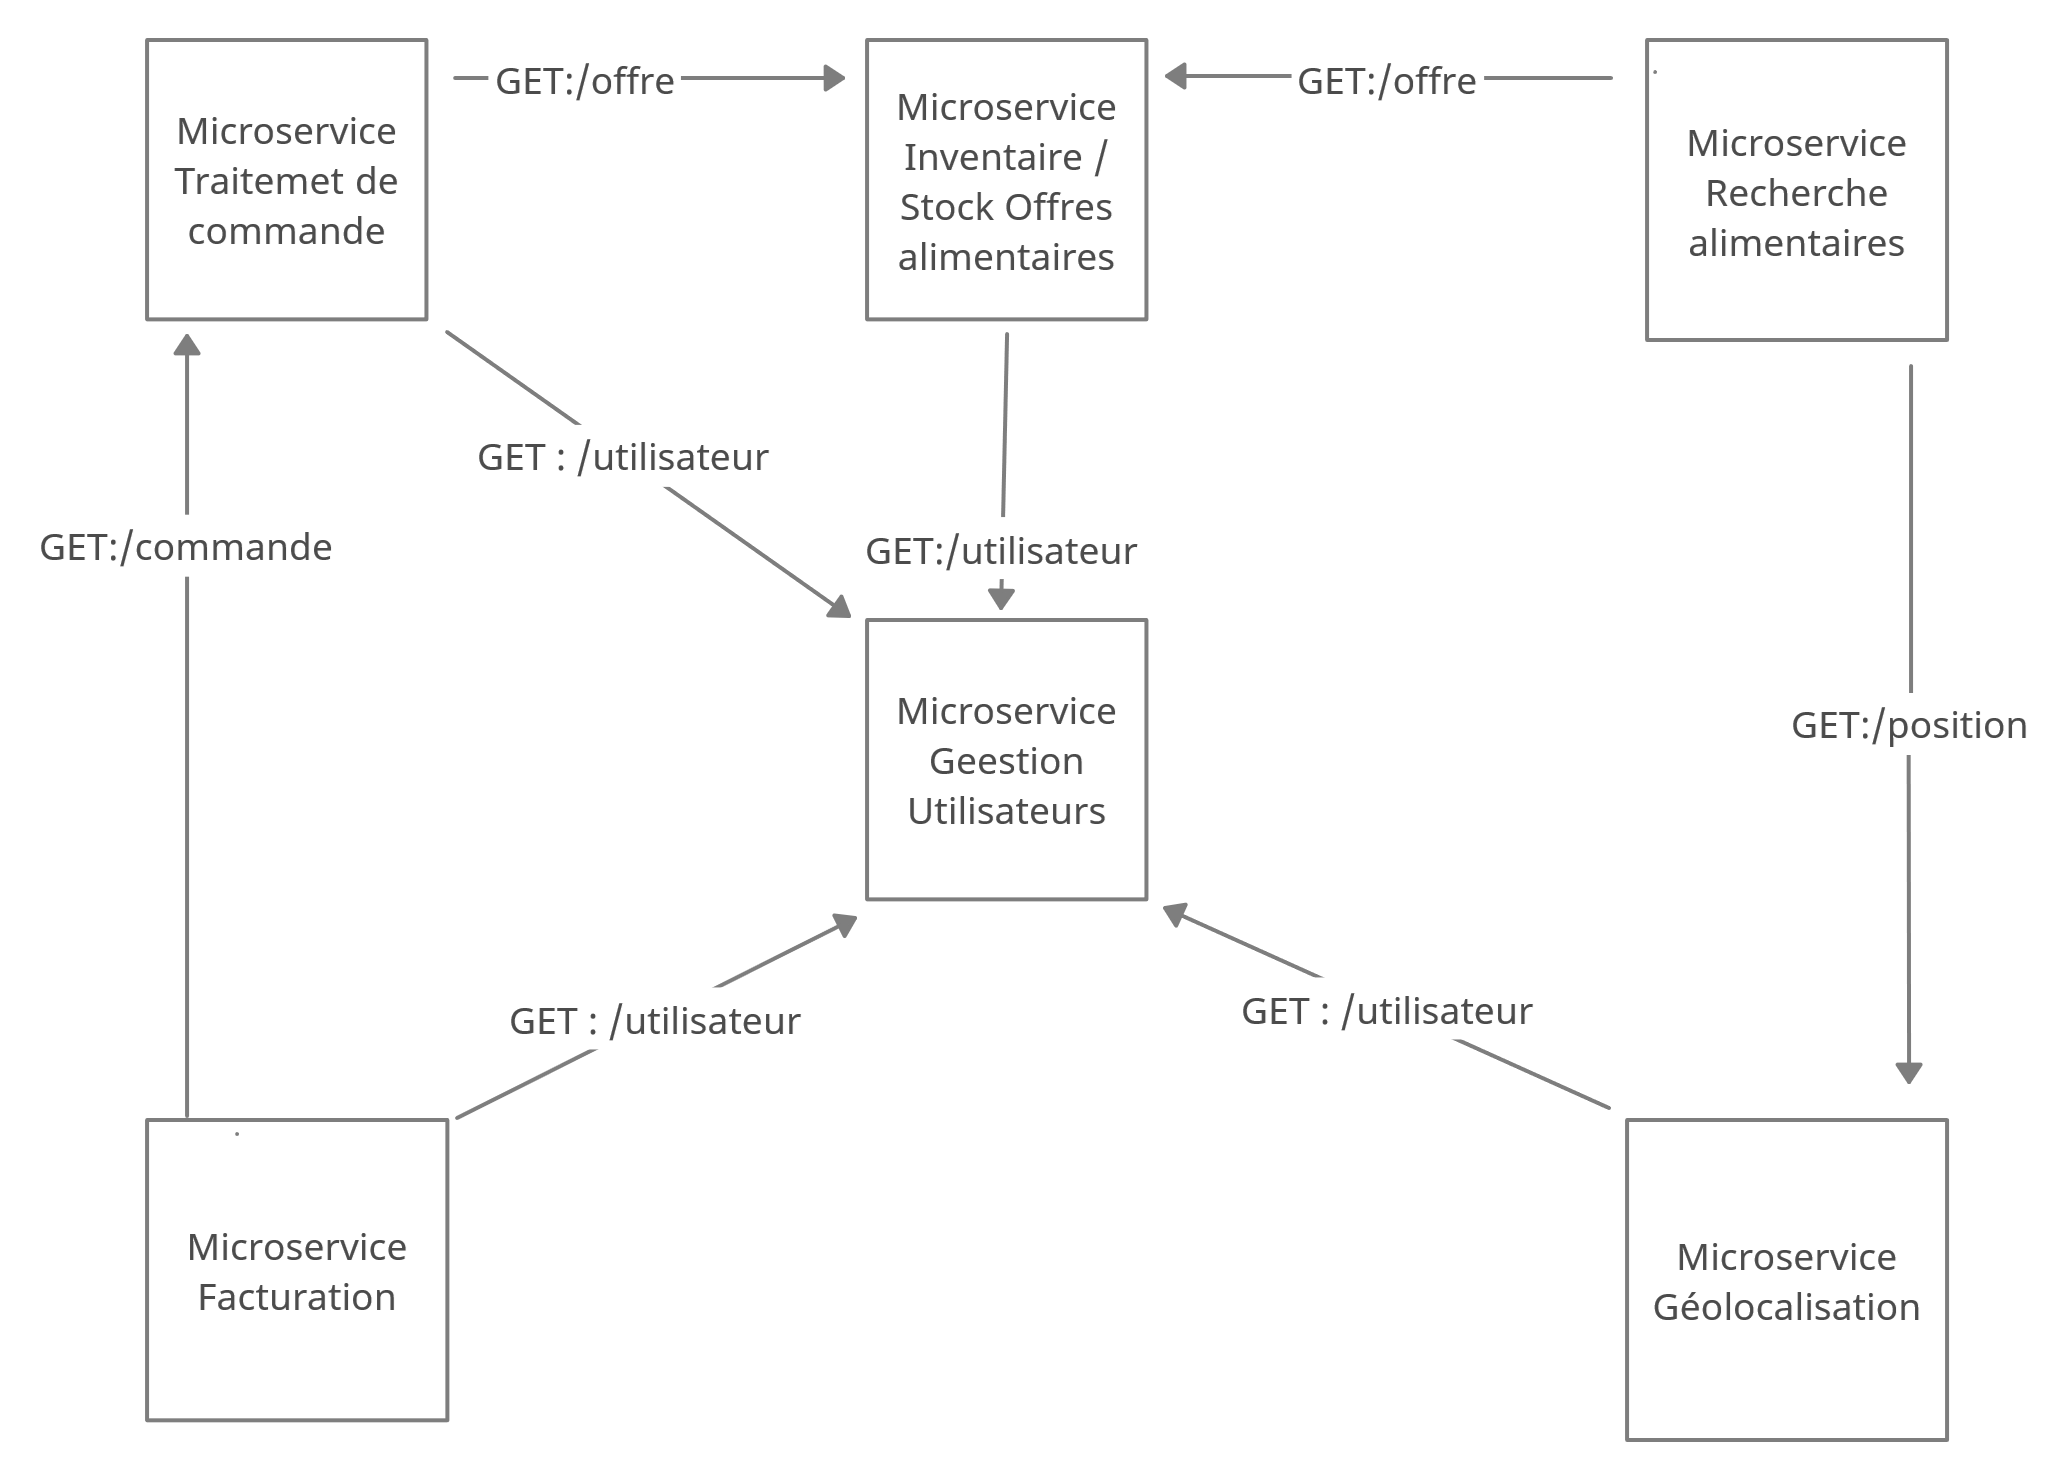 GET:/offre
GET:/offre
Microservice
Traitemet de
commande
Microservice
Inventaire /
Stock Offres
alimentaires
Microservice
Recherche
alimentaires
GET : /utilisateur
GET:/commande
GET:/utilisateur
Microservice
Geestion
Utilisateurs
GET:/position
GET : /utilisateur
GET : /utilisateur
Microservice
Facturation
Microservice
Géolocalisation